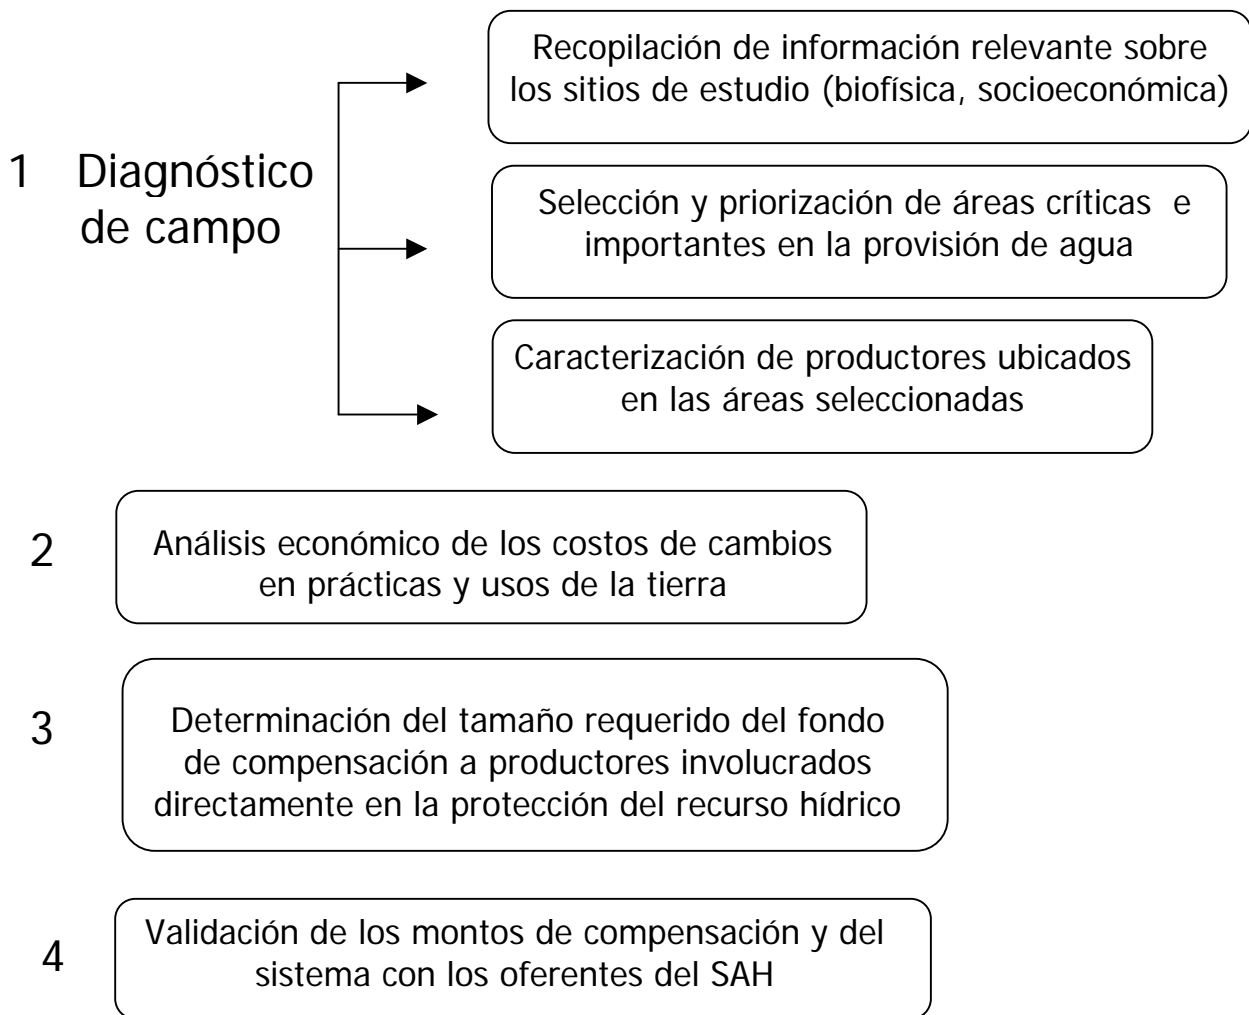 Recopilación de información relevante sobre
los sitios de estudio (biofísica, socioeconómica)
1 Diagnóstico
de campo
Selección y priorización de áreas críticas e
importantes en la provisión de agua
Caracterización de productores ubicados
en las áreas seleccionadas
2
Análisis económico de los costos de cambios
en prácticas y usos de la tierra
3
Determinación del tamaño requerido del fondo
de compensación a productores involucrados
directamente en la protección del recurso hídrico
4
Validación de los montos de compensación y del
sistema con los oferentes del SAH